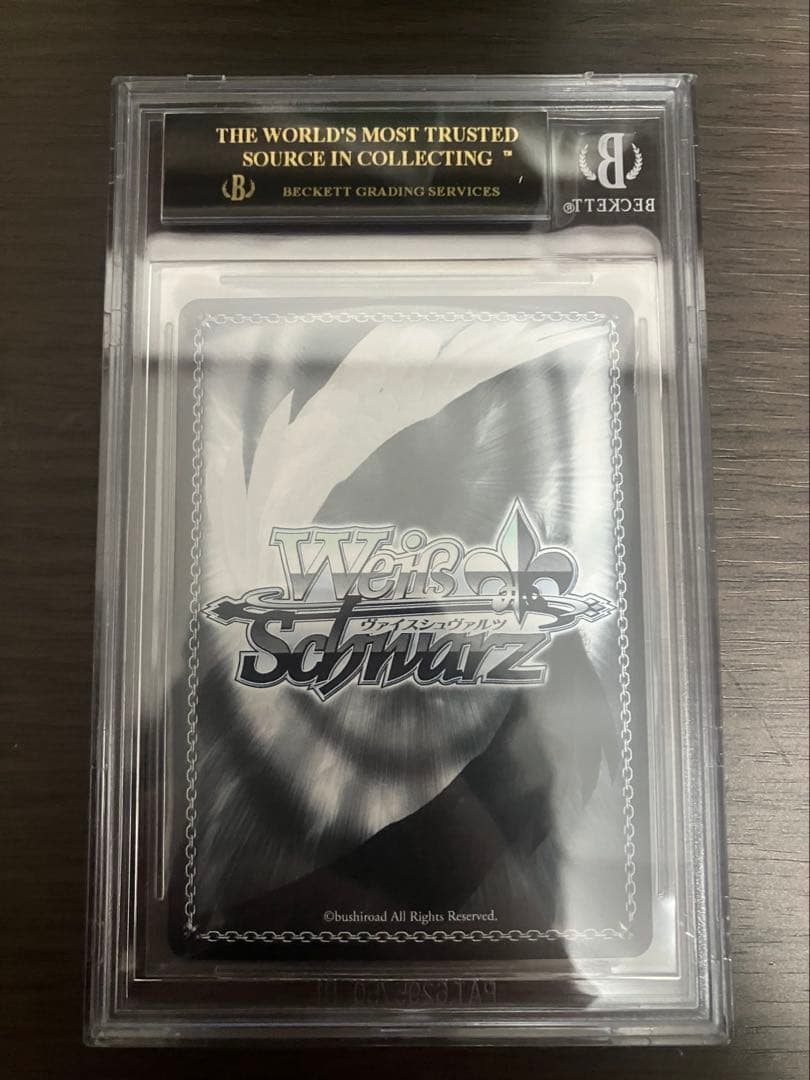 THE WORLD'S MOST TRUSTED
SOURCE IN COLLECTING ™
B BECKETT GRADING SERVICES
B
BECKETT®
Weiß
ヴァイスシュヴァルツ
Schwarz
©bushiroad All Rights Reserved.